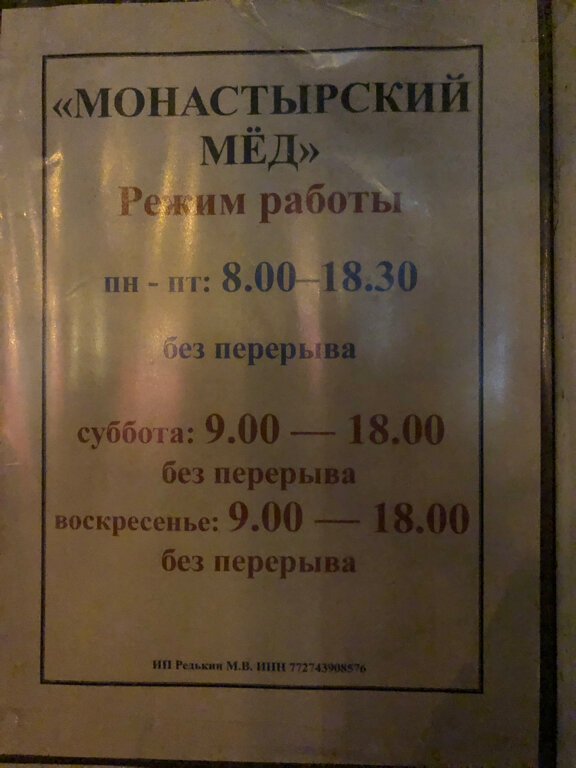 «МОНАСТЫРСКИЙ
МЁД»
Режим работы
пн - пт: 8.00–18.30
без перерыва
суббота: 9.00 — 18.00
без перерыва
воскресенье: 9.00 — 18.00
без перерыва
ИП Редькин М.В. ИНН 772743908576